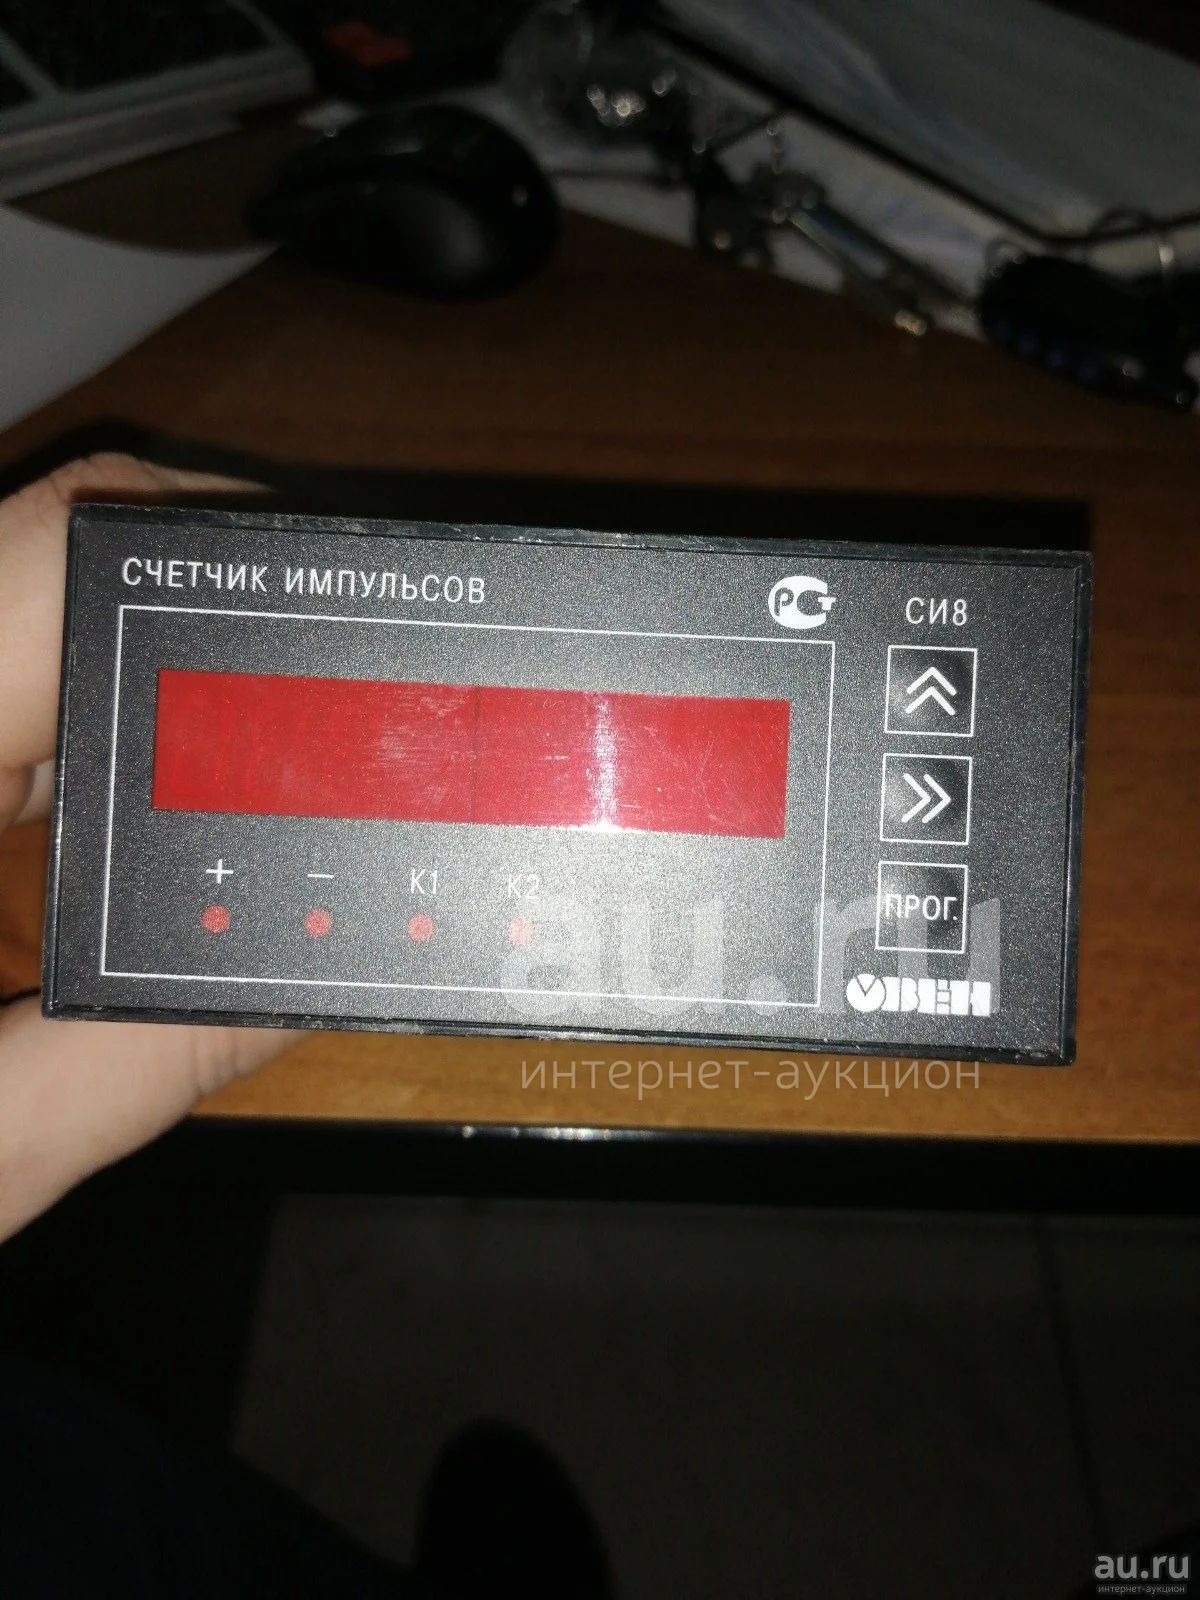 СЧЕТЧИК ИМПУЛЬСОВ
РСТ
СИ8
+ − К1 К2
ПРОГ.
ОВЕН
au.ru
интернет-аукцион
au.ru
интернет-аукцион